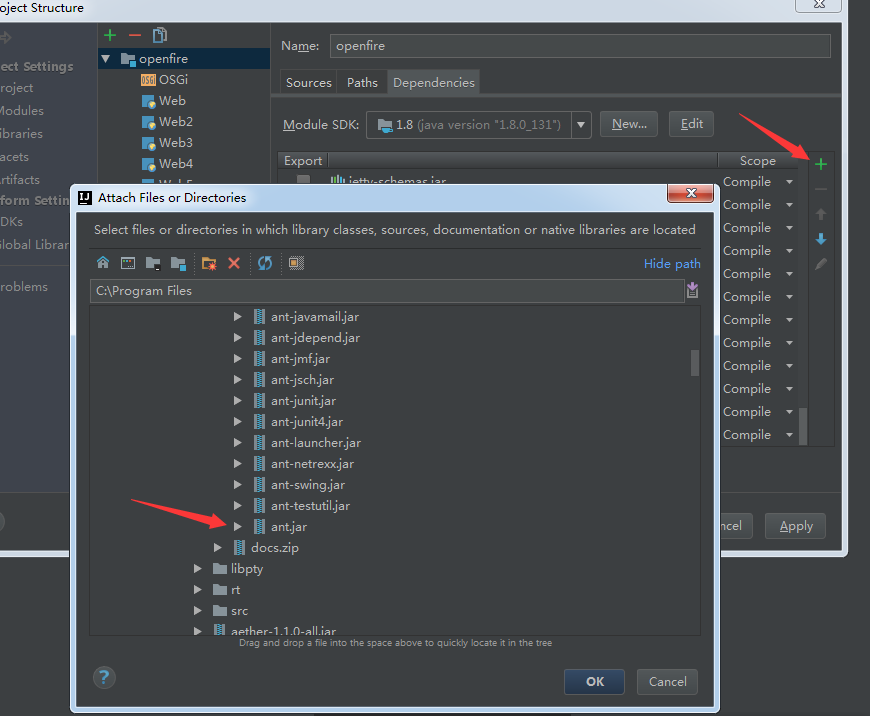 oject Structure
ect Settings
roject
Modules
ibraries
acets
rtifacts
form Settin
DKs
Global Librar
roblems
openfire
OSGi
Web
Web2
Web3
Web4
Name: openfire
Sources Paths Dependencies
Module SDK: 1.8 (java version "1.8.0_131") New... Edit
Export Scope
jetty-schemas.jar Compile
Compile
Compile
Compile
Compile
Compile
Compile
Compile
Compile
Compile
Compile
Compile
ncel Apply
Attach Files or Directories
Select files or directories in which library classes, sources, documentation or native libraries are located
Hide path
C:\Program Files
ant-javamail.jar
ant-jdepend.jar
ant-jmf.jar
ant-jsch.jar
ant-junit.jar
ant-junit4.jar
ant-launcher.jar
ant-netrexx.jar
ant-swing.jar
ant-testutil.jar
ant.jar
docs.zip
libpty
rt
src
aether-1.1.0-all.jar
Drag and drop a file into the space above to quickly locate it in the tree
? OK Cancel